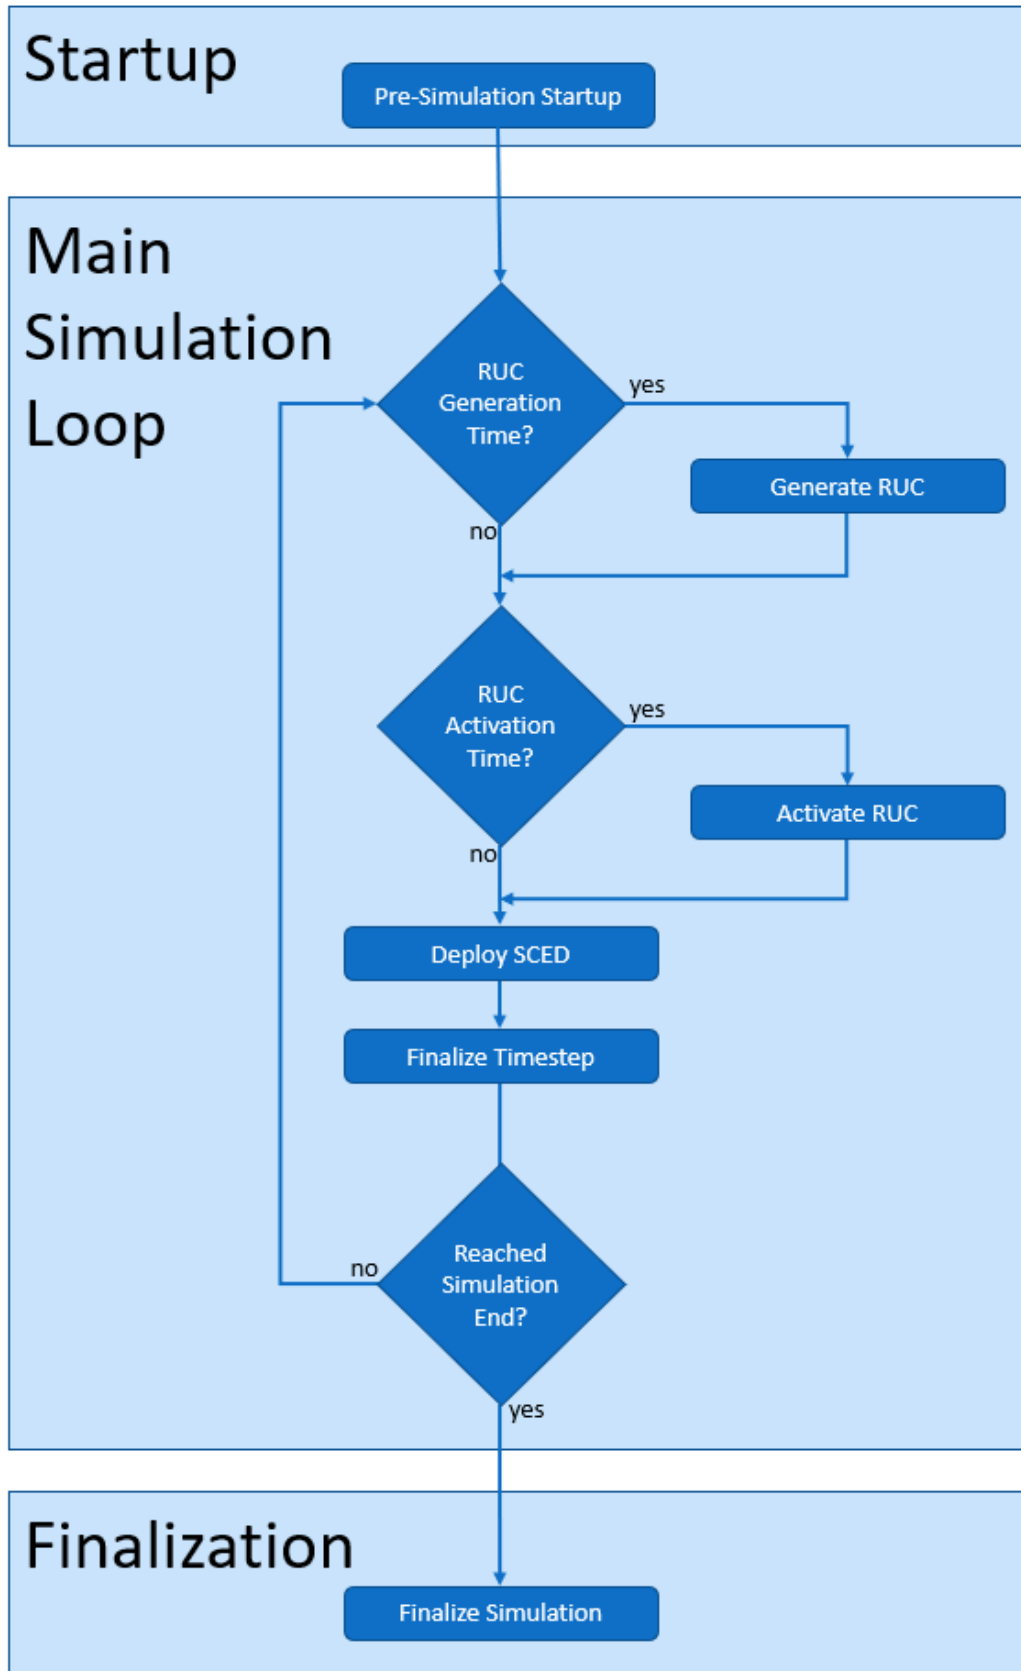 Startup
Pre-Simulation Startup
Main
Simulation
Loop
RUC
Generation
Time?
yes
Generate RUC
no
RUC
Activation
Time?
yes
Activate RUC
no
Deploy SCED
Finalize Timestep
Reached
Simulation
End?
no
yes
Finalization
Finalize Simulation